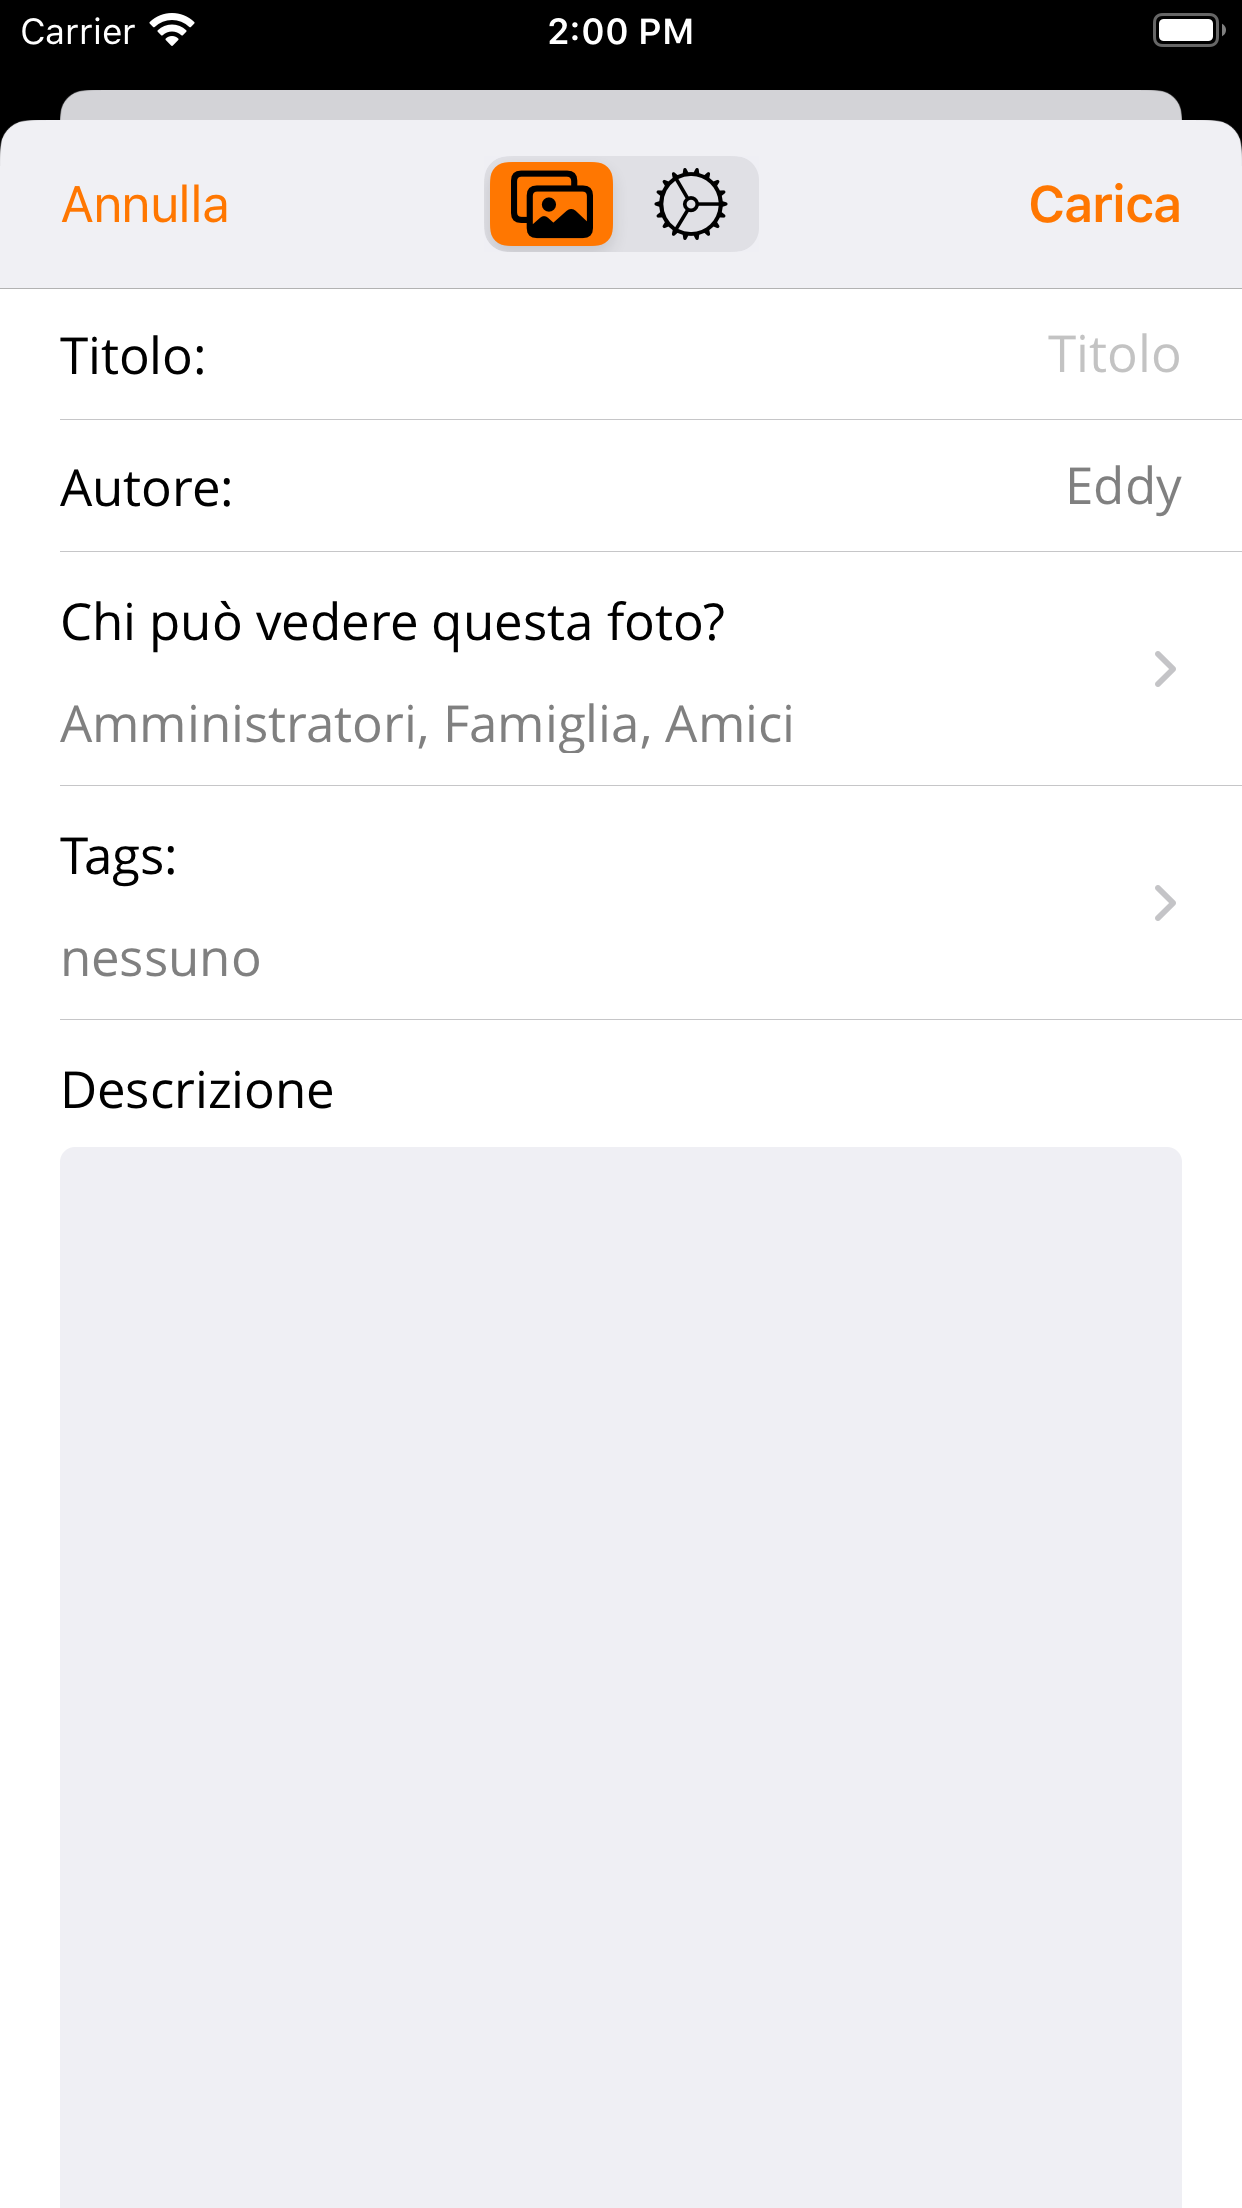 Carrier
2:00 PM
Annulla
Carica
Titolo:
Titolo
Autore:
Eddy
Chi può vedere questa foto?
Amministratori, Famiglia, Amici
Tags:
nessuno
Descrizione